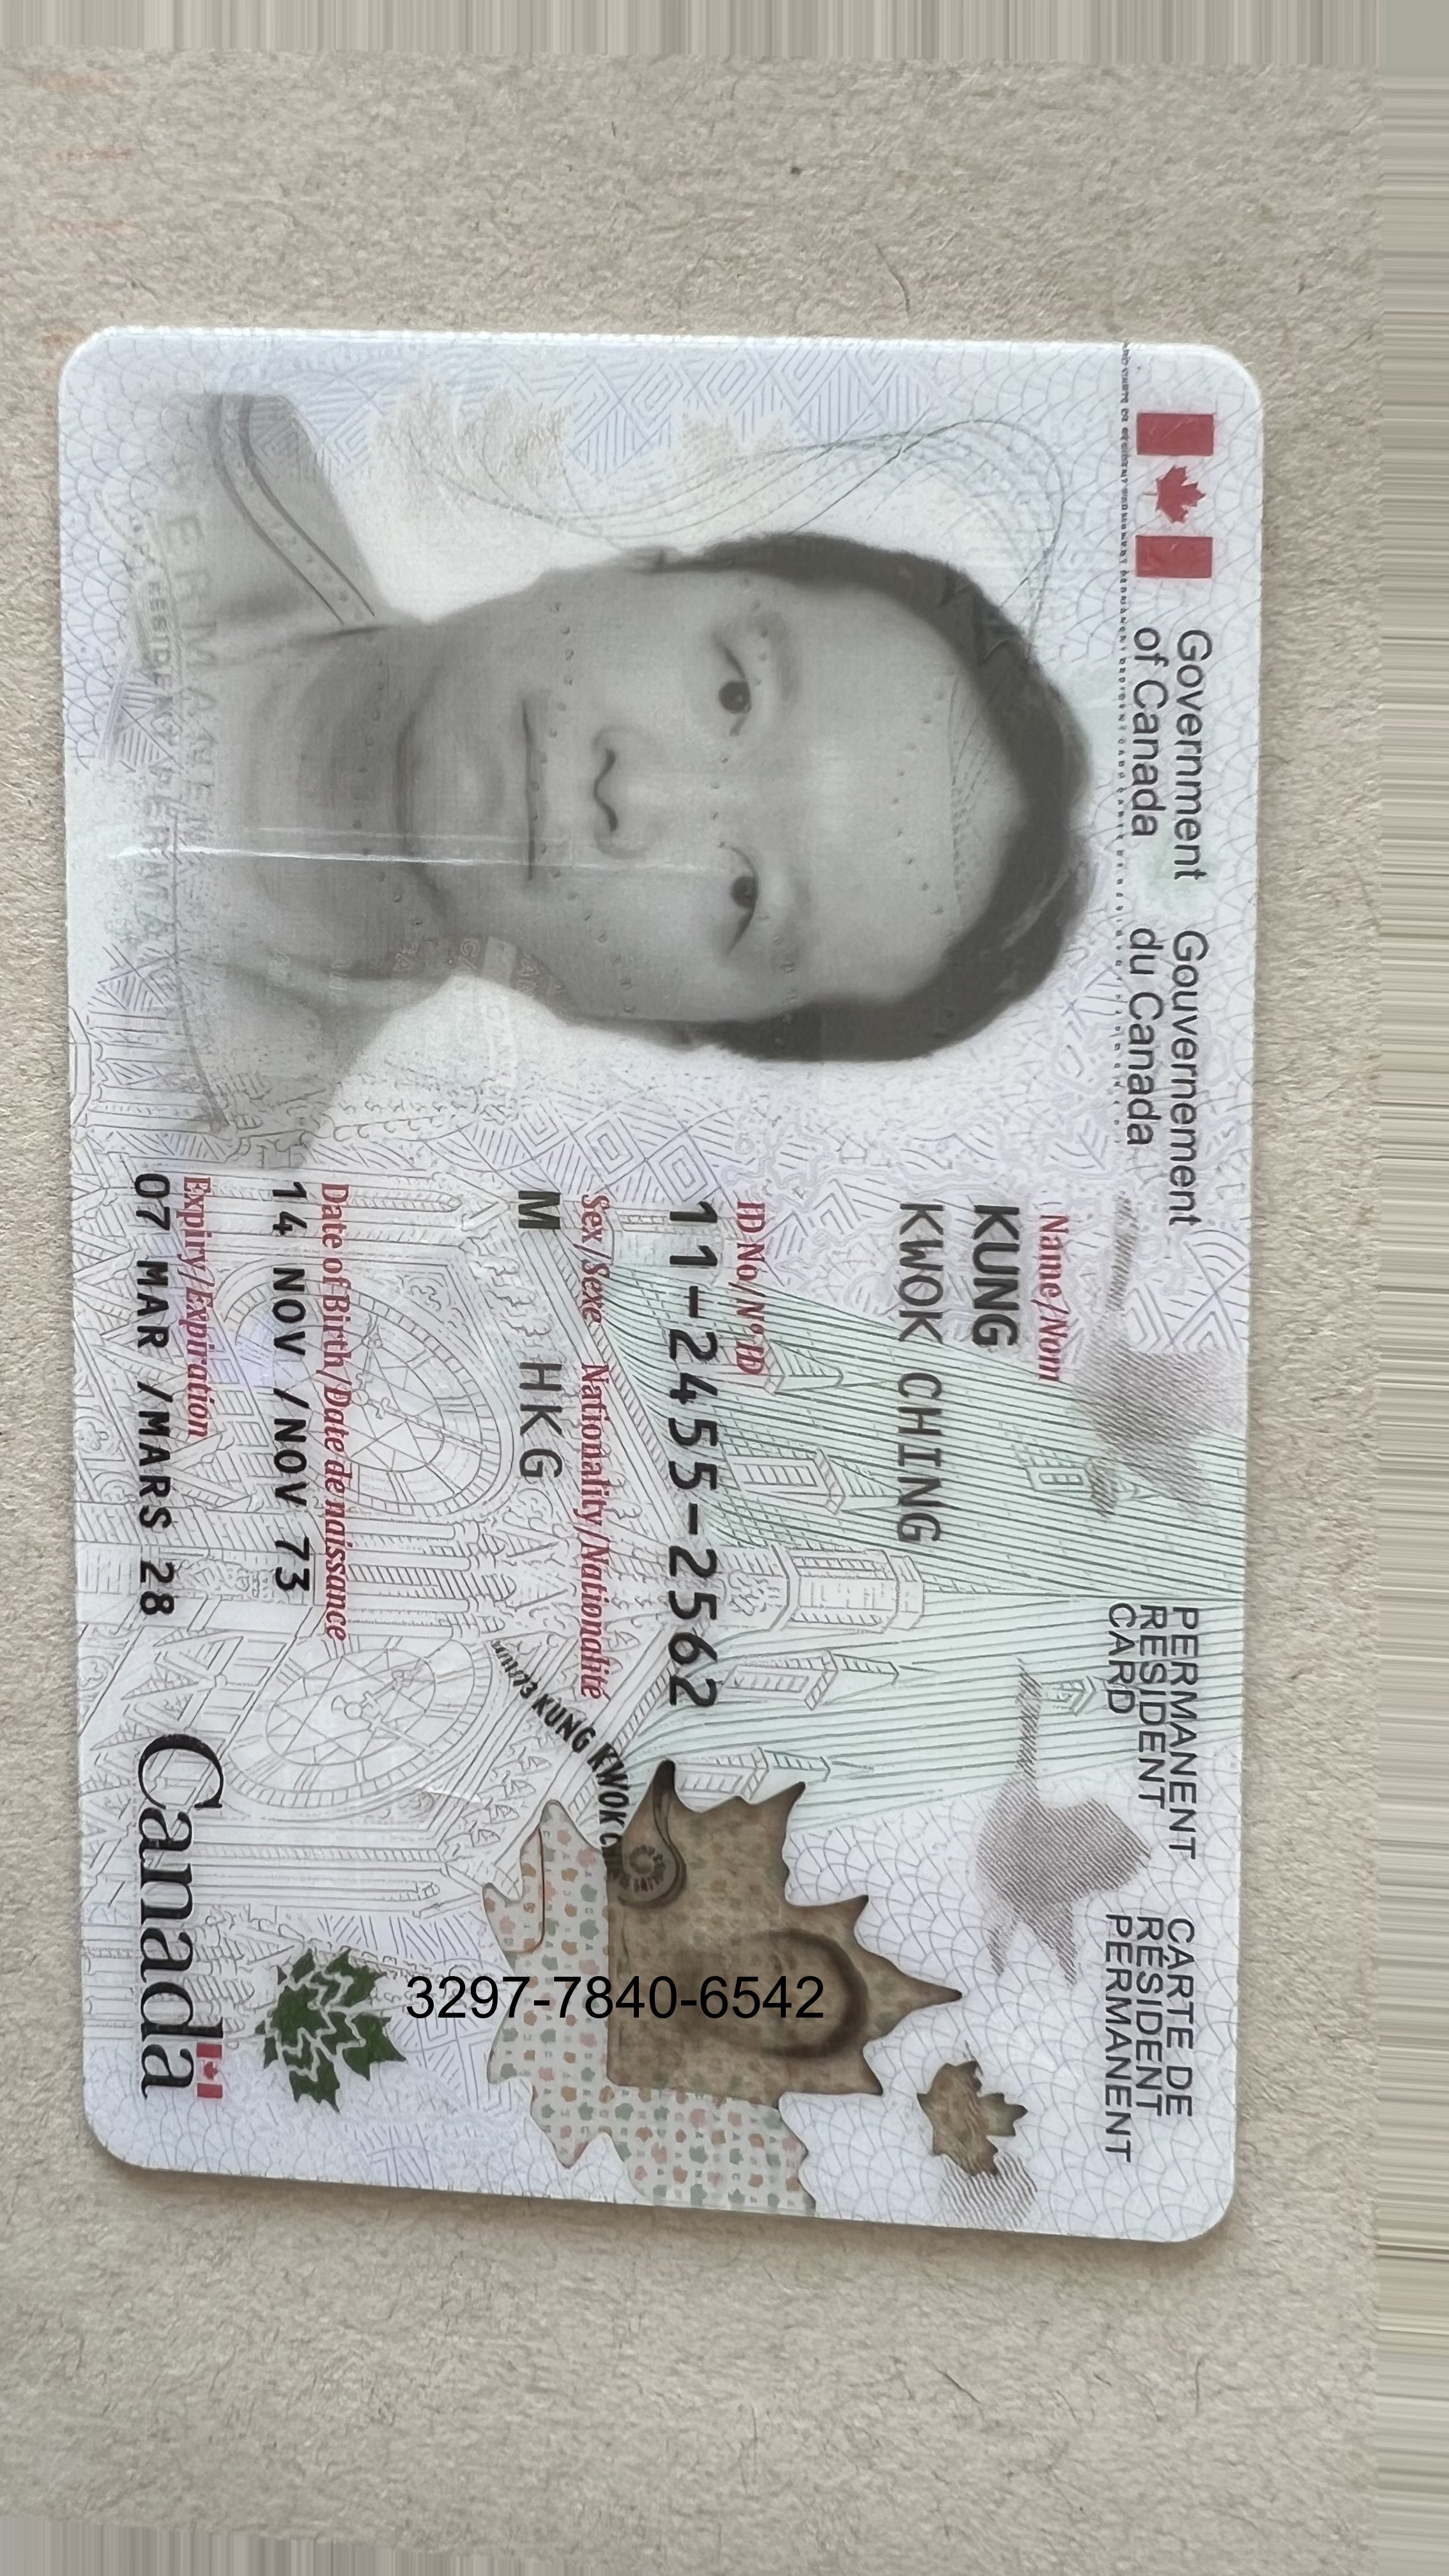 Government of Canada
Gouvernement du Canada
PERMANENT RESIDENT CARD
CARTE DE RÉSIDENT PERMANENT
Name/Nom
KUNG
KWOK CHING
ID No/Nº ID
11-2455-2562
Sex/Sexe Nationality/Nationalité
M HKG
Date of Birth/Date de naissance
14 NOV /NOV 73
Expiry/Expiration
07 MAR /MARS 28
KUNG KWOK
Canada
3297-7840-6542